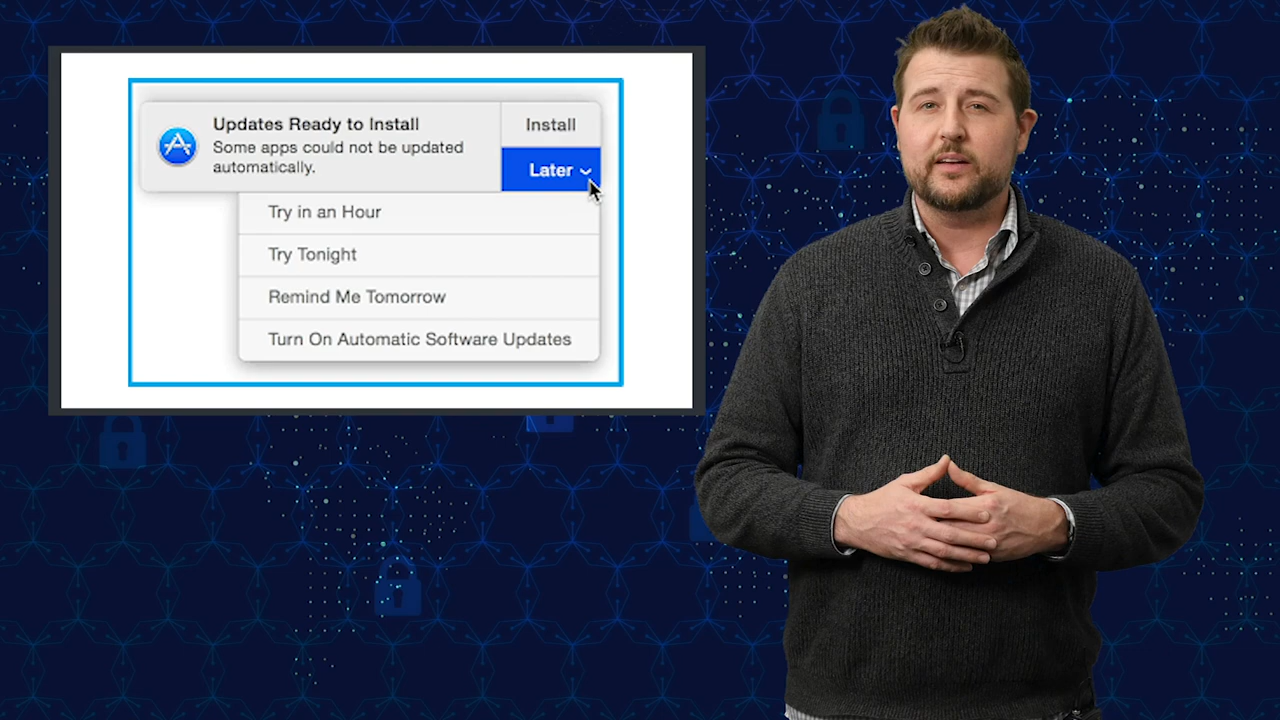 Updates Ready to Install
Some apps could not be updated
automatically.
Install
Later
Try in an Hour
Try Tonight
Remind Me Tomorrow
Turn On Automatic Software Updates